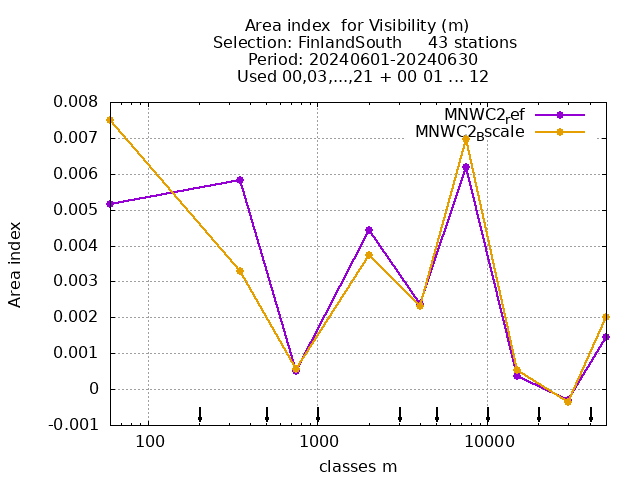 Area index  for Visibility (m)
Selection: FinlandSouth     43 stations
Period: 20240601-20240630
Used 00,03,...,21 + 00 01 ... 12
MNWC2ref
MNWC2Bscale
0.008
0.007
0.006
0.005
0.004
0.003
0.002
0.001
0
-0.001
Area index
100
1000
10000
classes m